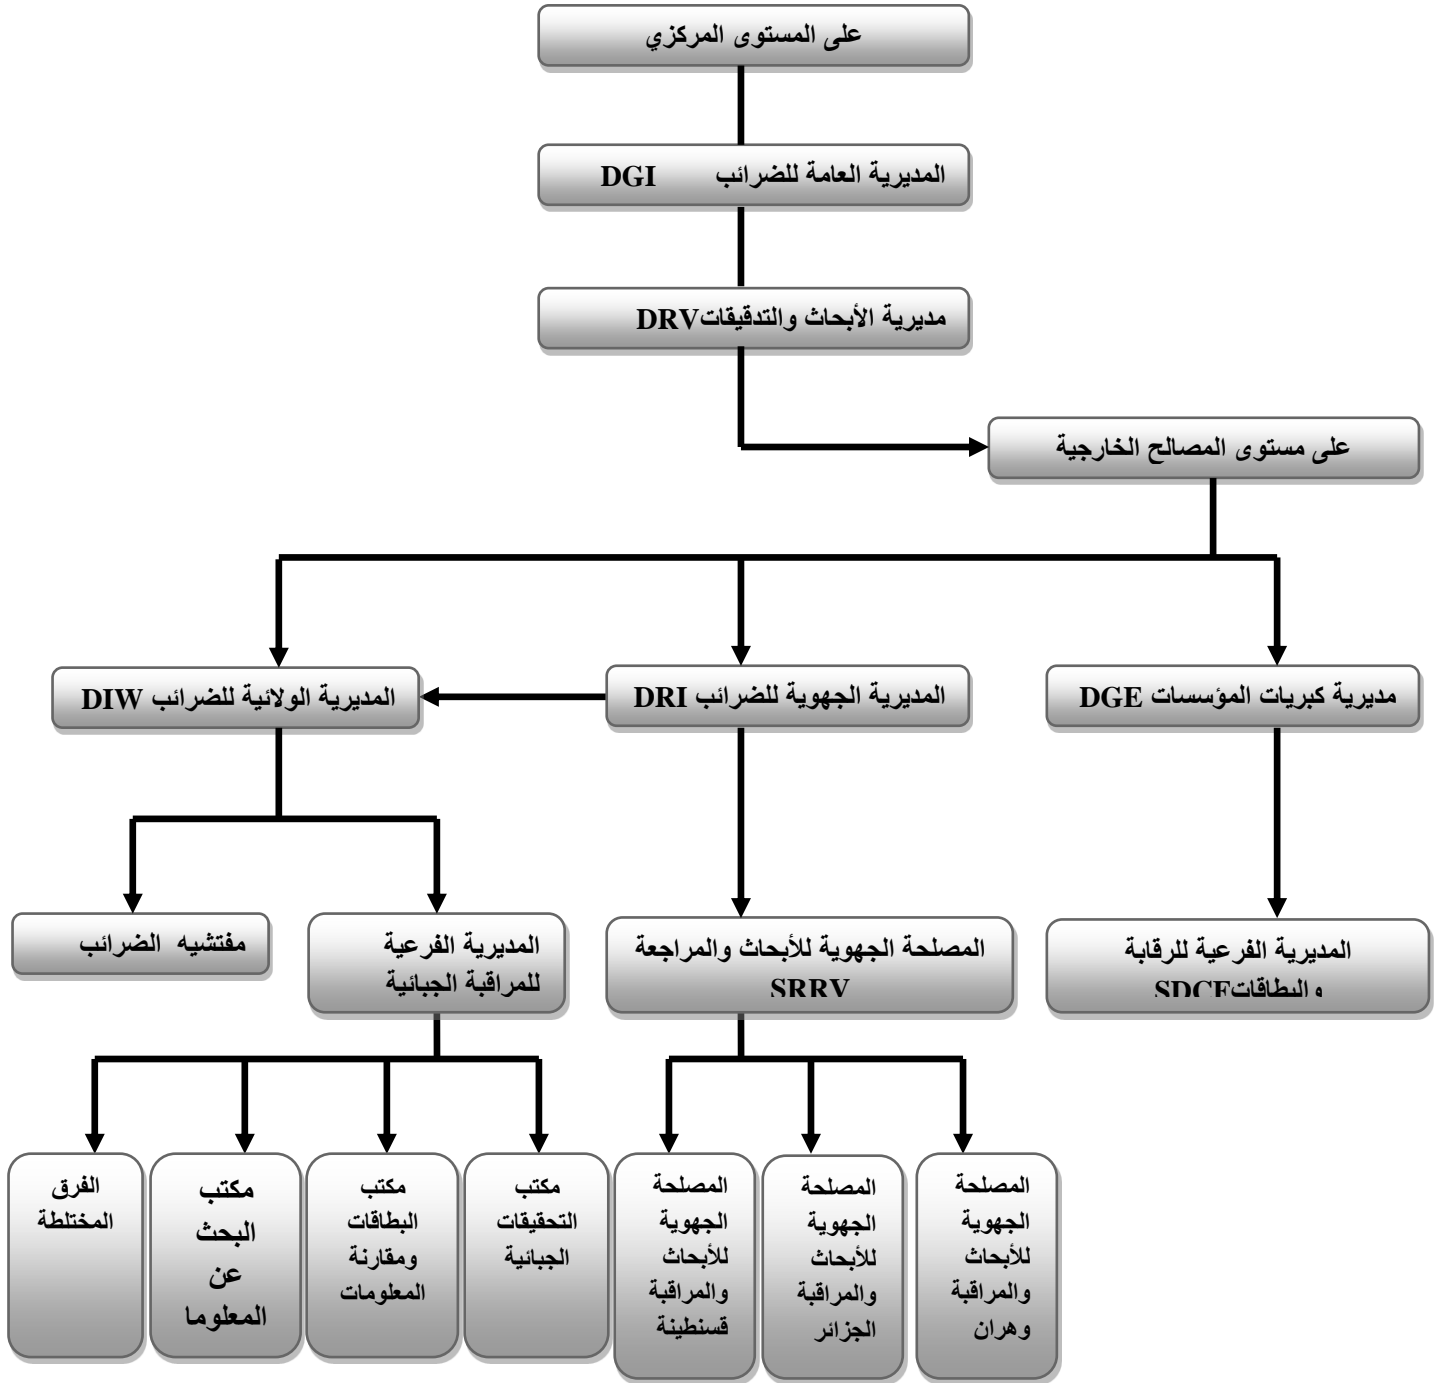 على المستوى المركزي
المديرية العامة للضرائب DGI
مديرية الأبحاث والتدقيقاتDRV
على مستوى المصالح الخارجية
مديرية كبريات المؤسسات DGE
المديرية الجهوية للضرائب DRI
المديرية الولائية للضرائب DIW
المديرية الفرعية للرقابة
والبطاقاتSDCF
المصلحة الجهوية للأبحاث والمراجعة
SRRV
المديرية الفرعية
للمراقبة الجبائية
مفتشيه الضرائب
المصلحة
الجهوية
للأبحاث
والمراقبة
وهران
المصلحة
الجهوية
للأبحاث
والمراقبة
الجزائر
المصلحة
الجهوية
للأبحاث
والمراقبة
قسنطينة
مكتب
التحقيقات
الجبائية
مكتب
البطاقات
ومقارنة
المعلومات
مكتب
البحث
عن
المعلوما
الفرق
المختلطة